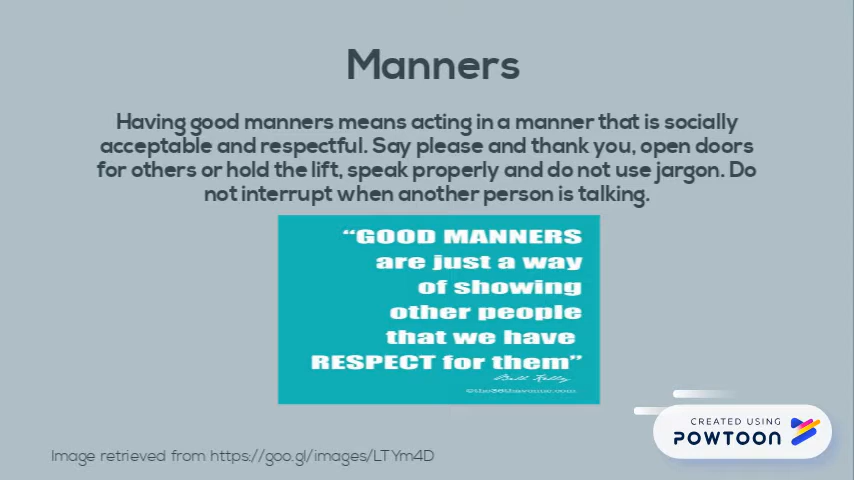 Manners
Having good manners means acting in a manner that is socially
acceptable and respectful. Say please and thank you, open doors
for others or hold the lift, speak properly and do not use jargon. Do
not interrupt when another person is talking.
“GOOD MANNERS
are just a way
of showing
other people
that we have
RESPECT for them”
CREATED USING
POWTOON
Image retrieved from https://goo.gl/images/LTYm4D